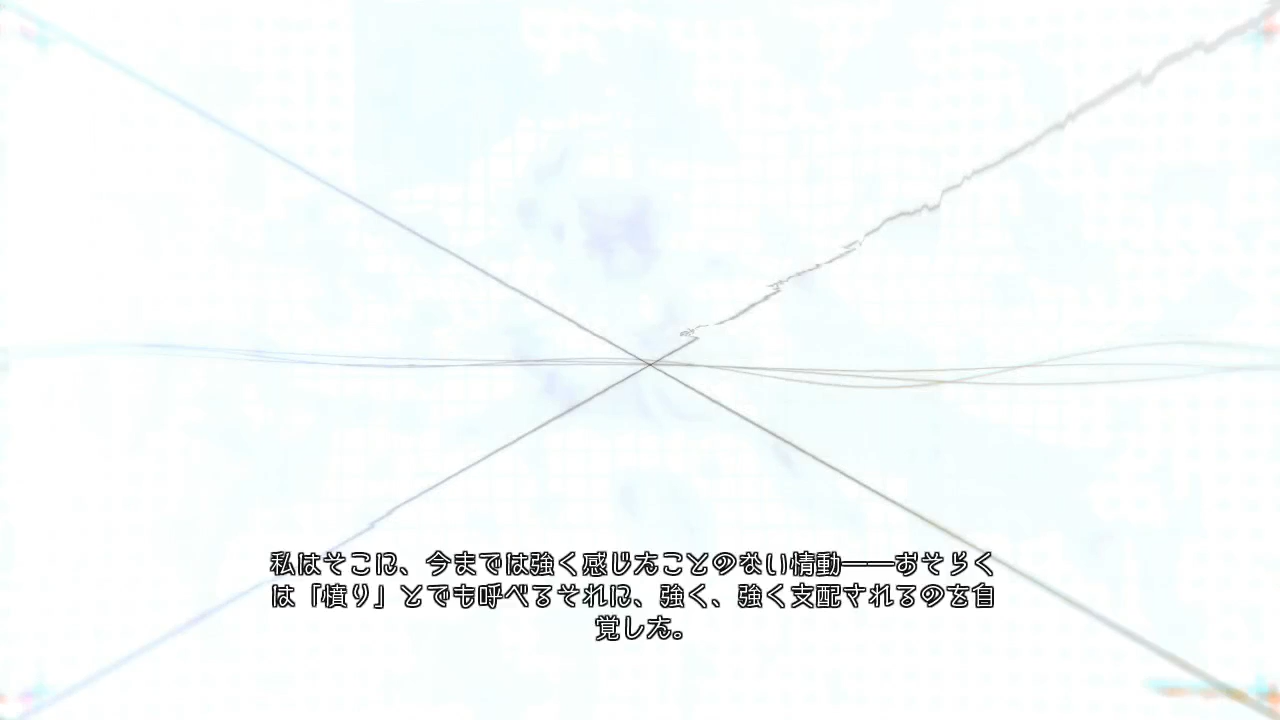 私はそこに、今までは強く感じたことのない情動――おそらく
は「憤り」とでも呼べるそれに、強く、強く支配されるのを自
覚した。